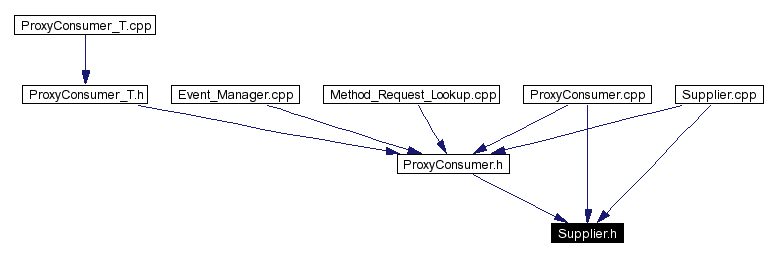 ProxyConsumer_T.cpp
ProxyConsumer_T.h
Event_Manager.cpp
Method_Request_Lookup.cpp
ProxyConsumer.cpp
Supplier.cpp
ProxyConsumer.h
Supplier.h